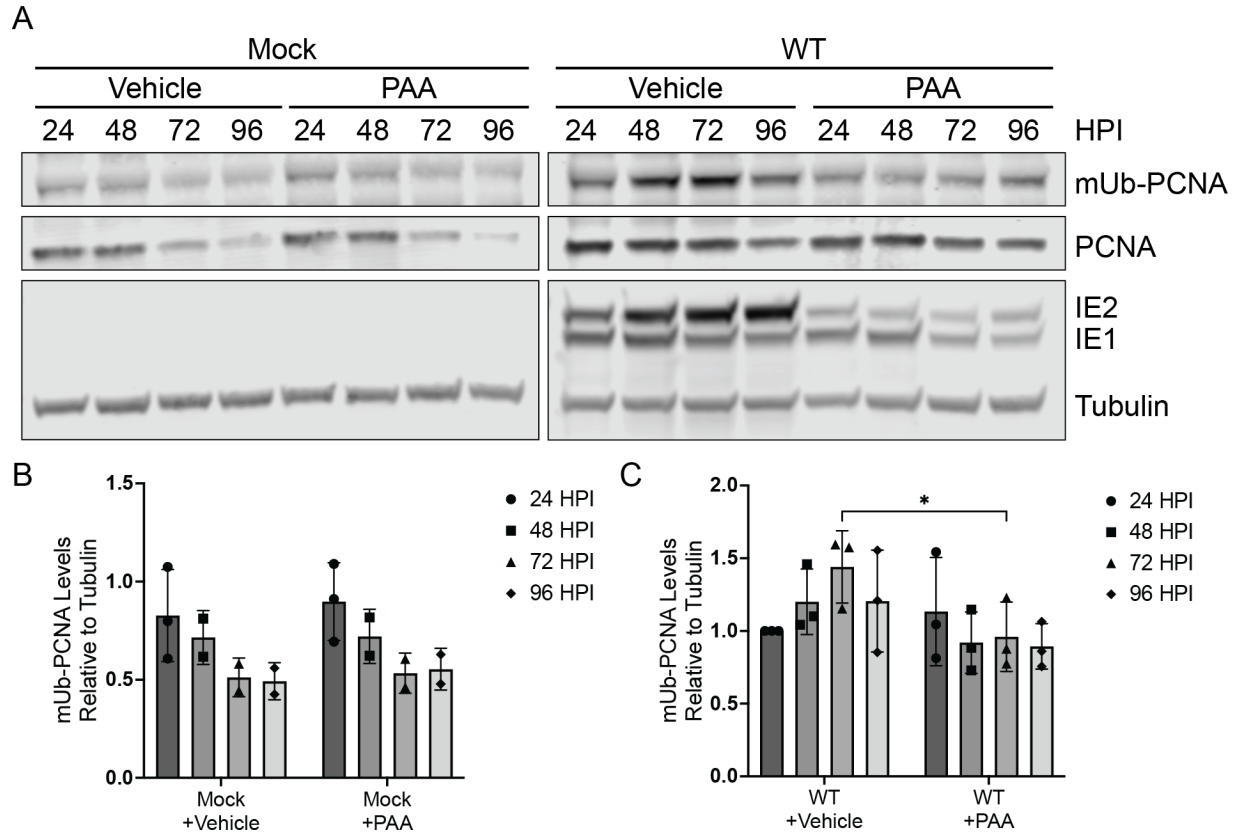 A
Mock WT
Vehicle PAA Vehicle PAA
24 48 72 96 24 48 72 96 24 48 72 96 24 48 72 96 HPI
mUb-PCNA
PCNA
IE2
IE1
Tubulin
B
mUb-PCNA Levels
Relative to Tubulin
1.5
1.0
0.5
0.0
Mock
+Vehicle
Mock
+PAA
24 HPI
48 HPI
72 HPI
96 HPI
C
mUb-PCNA Levels
Relative to Tubulin
2.0
1.5
1.0
0.5
0.0
*
WT
+Vehicle
WT
+PAA
24 HPI
48 HPI
72 HPI
96 HPI